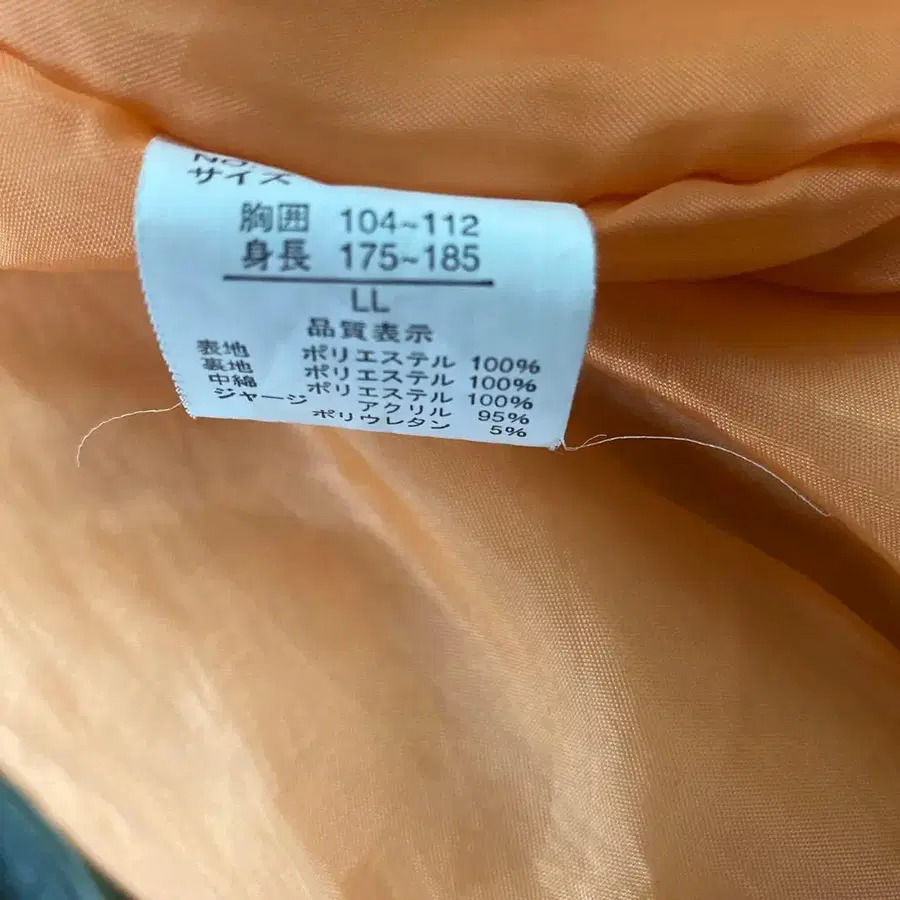 NO.
サイズ
胸囲 104~112
身長 175~185
LL
品質表示
表地 ポリエステル 100%
裏地 ポリエステル 100%
中綿 ポリエステル 100%
ジャージ アクリル 95%
ポリウレタン 5%